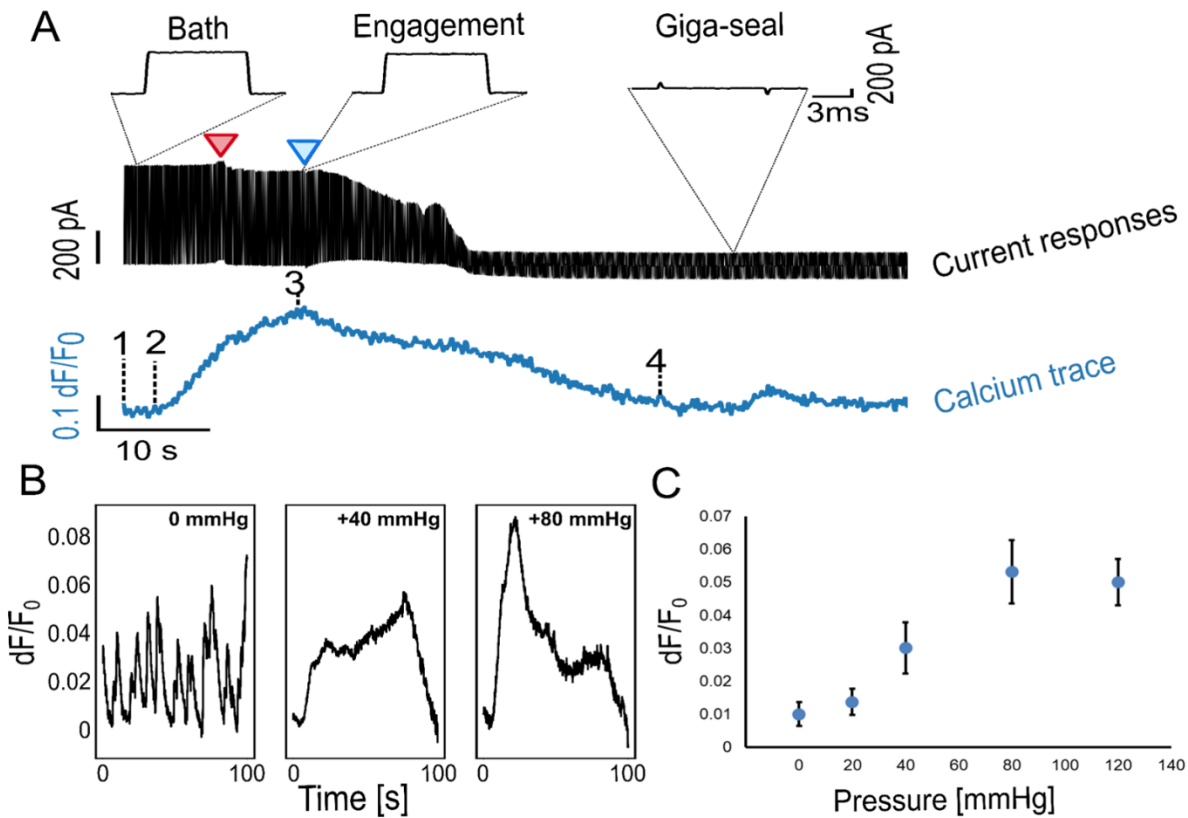 A
Bath
Engagement
Giga-seal
200 pA
3ms
200 pA
Current responses
1
2
3
4
0.1 dF/F0
10 s
Calcium trace
B
0 mmHg
+40 mmHg
+80 mmHg
dF/F0
0.08
0.06
0.04
0.02
0
0 100
0 100
0 100
Time [s]
C
dF/F0
0.07
0.06
0.05
0.04
0.03
0.02
0.01
0
0 20 40 60 80 100 120 140
Pressure [mmHg]